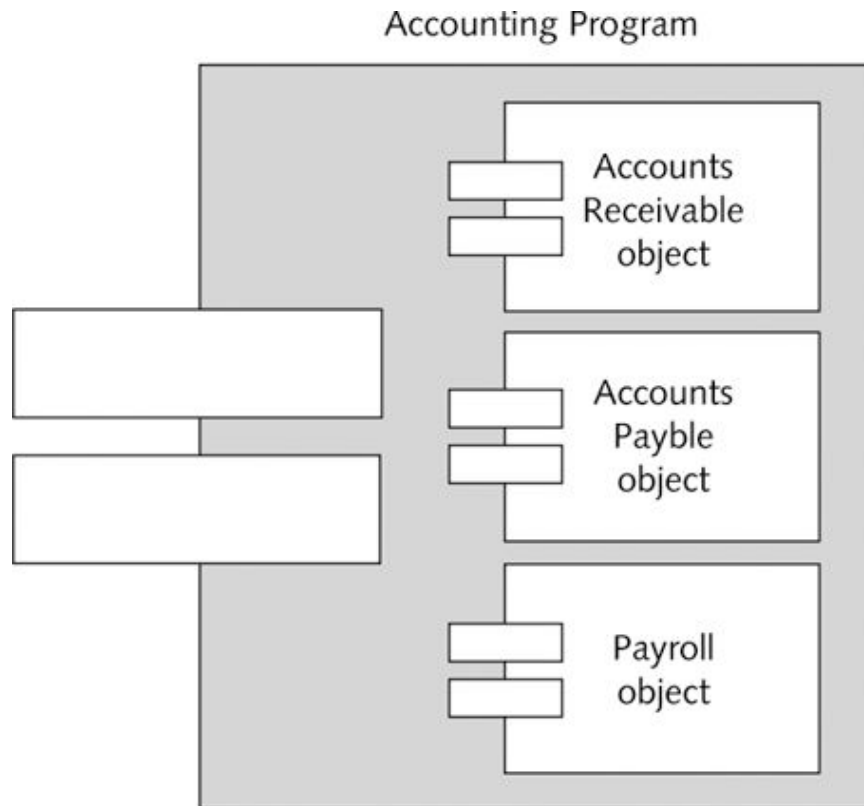 Accounting Program
Accounts
Receivable
object
Accounts
Payble
object
Payroll
object